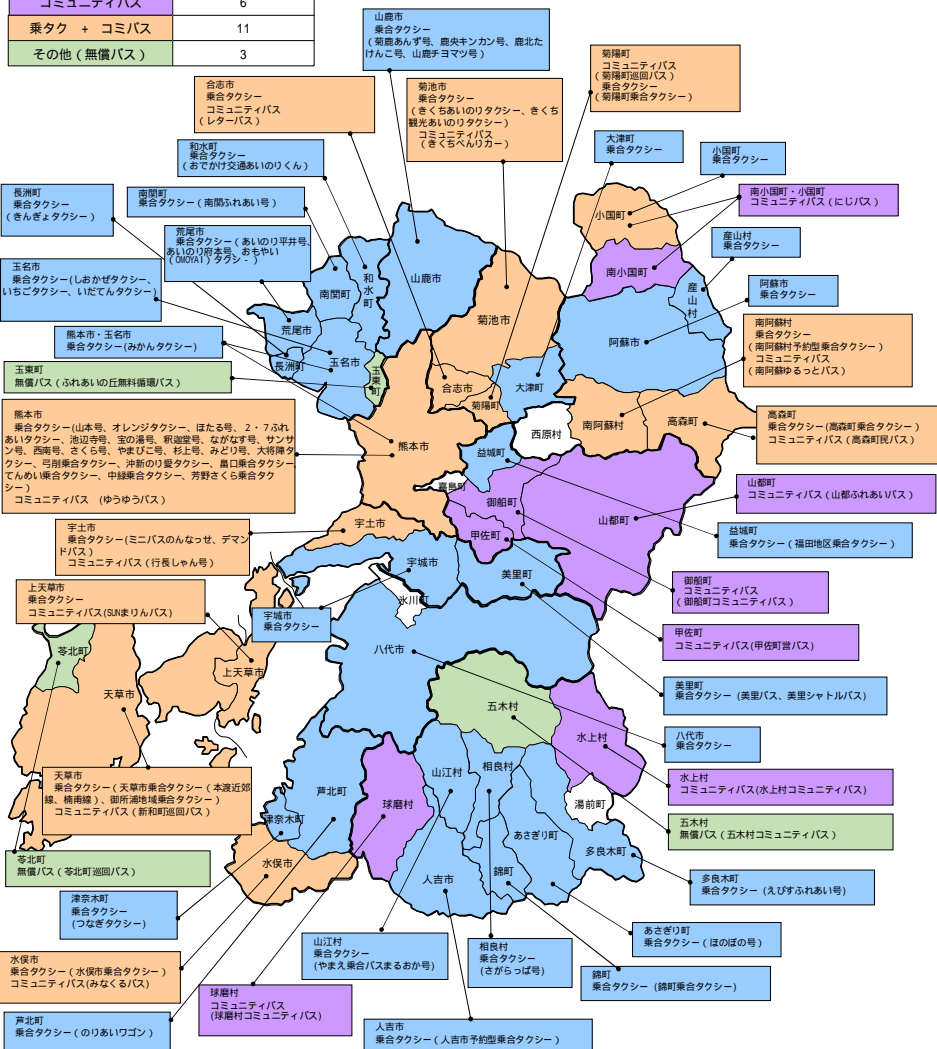 コミュニティバス 6
乗タク + コミバス 11
その他(無償バス) 3
山鹿市
乗合タクシー
(菊鹿あんず号、鹿央キンカン号、鹿北た
けんこ号、山鹿チヨマツ号)
菊陽町
コミュニティバス
(菊陽町巡回バス)
乗合タクシー
(菊陽町乗合タクシー)
合志市
乗合タクシー
コミュニティバス
(レターバス)
菊池市
乗合タクシー
(きくちあいのりタクシー、きくち
観光あいのりタクシー)
コミュニティバス
(きくちべんりカー)
和水町
乗合タクシー
(おでかけ交通あいのりくん)
大津町
乗合タクシー
小国町
乗合タクシー
長洲町
乗合タクシー
(きんぎょタクシー)
南関町
乗合タクシー(南関ふれあい号)
南小国町・小国町
コミュニティバス(にじバス)
荒尾市
乗合タクシー(あいのり平井号、
あいのり府本号、おもやい
(OMOYAI)タクシ-)
産山村
乗合タクシー
玉名市
乗合タクシー(しおかぜタクシー、
いちごタクシー、いだてんタクシー)
阿蘇市
乗合タクシー
熊本市・玉名市
乗合タクシー(みかんタクシー)
南阿蘇村
乗合タクシー
(南阿蘇村予約型乗合タクシー)
コミュニティバス
(南阿蘇ゆるっとバス)
玉東町
無償バス(ふれあいの丘無料循環バス)
熊本市
乗合タクシー(山本号、オレンジタクシー、ほたる号、2・7ふれ
あいタクシー、池辺寺号、宝の湯号、釈迦堂号、ながなす号、サンサ
ン号、西南号、さくら号、やまびこ号、杉上号、みどり号、大将陣タ
クシー、弓削乗合タクシー、沖新のり愛タクシー、畠口乗合タクシー、
てんめい乗合タクシー、中緑乗合タクシー、芳野さくら乗合タク
シー)
コミュニティバス (ゆうゆうバス)
高森町
乗合タクシー(高森町乗合タクシー)
コミュニティバス(高森町民バス)
山都町
コミュニティバス(山都ふれあいバス)
宇土市
乗合タクシー(ミニバスのんなっせ、デマン
ドバス)
コミュニティバス(行長しゃん号)
益城町
乗合タクシー(福田地区乗合タクシー)
上天草市
乗合タクシー
コミュニティバス(SUNまりんバス)
御船町
コミュニティバス
(御船町コミュニティバス)
宇城市
乗合タクシー
甲佐町
コミュニティバス(甲佐町営バス)
美里町
乗合タクシー(美里バス、美里シャトルバス)
八代市
乗合タクシー
天草市
乗合タクシー(天草市乗合タクシー(本渡近郊
線、楠甫線)、御所浦地域乗合タクシー)
コミュニティバス(新和町巡回バス)
水上村
コミュニティバス(水上村コミュニティバス)
五木村
無償バス(五木村コミュニティバス)
苓北町
無償バス(苓北町巡回バス)
多良木町
乗合タクシー(えびすふれあい号)
津奈木町
乗合タクシー
(つなぎタクシー)
あさぎり町
乗合タクシー(ほのぼの号)
山江村
乗合タクシー
(やまえ乗合バスまるおか号)
相良村
乗合タクシー
(さがらっぱ号)
水俣市
乗合タクシー(水俣市乗合タクシー)
コミュニティバス(みなくるバス)
錦町
乗合タクシー(錦町乗合タクシー)
球磨村
コミュニティバス
(球磨村コミュニティバス)
芦北町
乗合タクシー(のりあいワゴン)
人吉市
乗合タクシー(人吉市予約型乗合タクシー)
小国町
南小国町
産山村
山鹿市
和水町
南関町
菊池市
荒尾市
阿蘇市
玉名市
長洲町
玉東町
合志市
大津町
菊陽町
南阿蘇村
高森町
西原村
熊本市
益城町
嘉島町
御船町
山都町
宇土市
甲佐町
宇城市
美里町
氷川町
苓北町
八代市
上天草市
天草市
五木村
水上村
山江村
相良村
芦北町
球磨村
湯前町
津奈木町
あさぎり町
多良木町
水俣市
人吉市
錦町